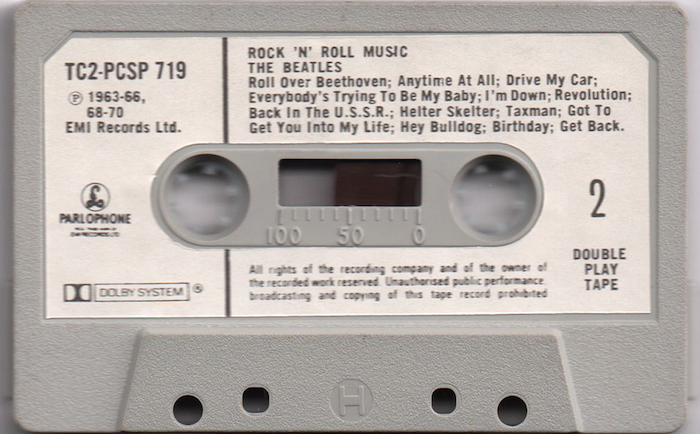 TC2-PCSP 719
Ⓟ 1963-66,
68-70
EMI Records Ltd.
ROCK 'N' ROLL MUSIC
THE BEATLES
Roll Over Beethoven; Anytime At All; Drive My Car;
Everybody's Trying To Be My Baby; I'm Down; Revolution;
Back In The U.S.S.R.; Helter Skelter; Taxman; Got To
Get You Into My Life; Hey Bulldog; Birthday; Get Back.
PARLOPHONE
EMI RECORDS LTD
100 50 0
2
DOUBLE
PLAY
TAPE
DOLBY SYSTEM ®
All rights of the recording company and of the owner of
the recorded work reserved. Unauthorised public performance
broadcasting and copying of this tape record prohibited
H